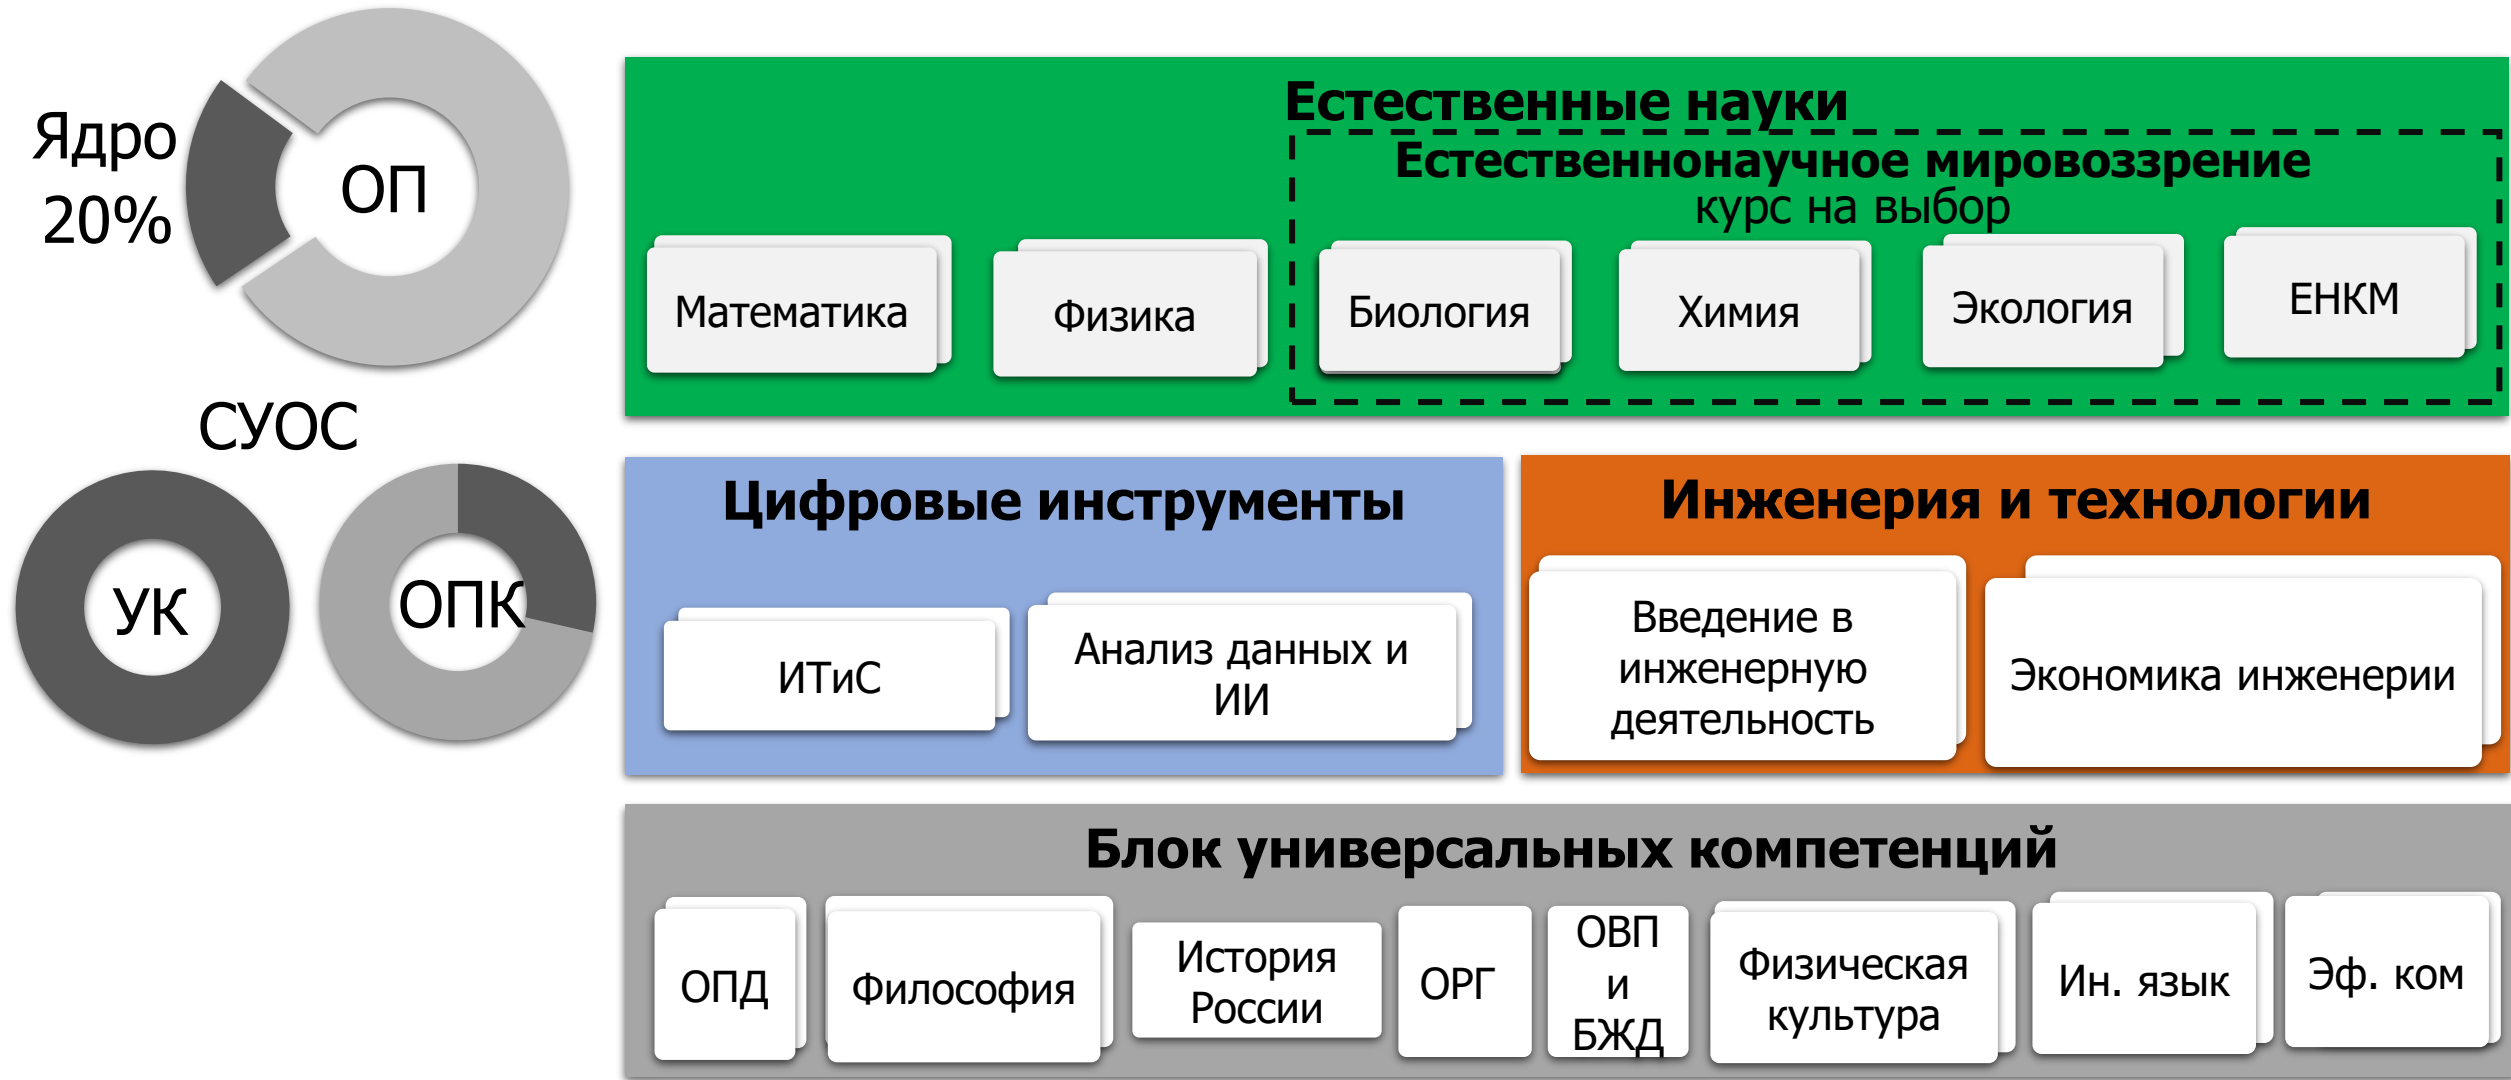 Ядро
20%
ОП
СУОС
УК
ОПК
Естественные науки
Естественнонаучное мировоззрение
курс на выбор
Математика
Физика
Биология
Химия
Экология
ЕНКМ
Цифровые инструменты
ИТиС
Анализ данных и
ИИ
Инженерия и технологии
Введение в
инженерную
деятельность
Экономика инженерии
Блок универсальных компетенций
ОПД
Философия
История
России
ОРГ
ОВП
и
БЖД
Физическая
культура
Ин. язык
Эф. ком